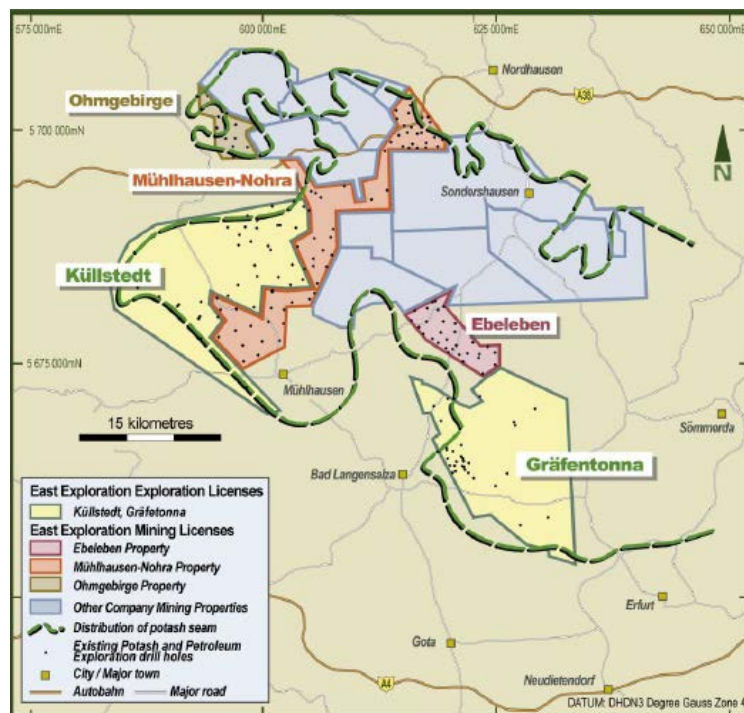 575 000mE
600 000mE
625 000mE
650 000mE
Nordhausen
Ohmgebirge
A38
5 700 000mN
N
Mühlhausen-Nohra
Sondershausen
Küllstedt
Ebeleben
5 675 000mN
Mühlhausen
15 kilometres
Sömmerda
Gräfentonna
Bad Langensalza
East Exploration Exploration Licenses
Küllstedt, Gräfetonna
East Exploration Mining Licenses
Ebeleben Property
Mühlhausen-Nohra Property
Ohmgebirge Property
Other Company Mining Properties
Distribution of potash seam
Existing Potash and Petroleum
Exploration drill holes
City / Major town
Autobahn
Major road
Erfurt
Gota
A4
Neudietendorf
DATUM: DHDN3 Degree Gauss Zone 4